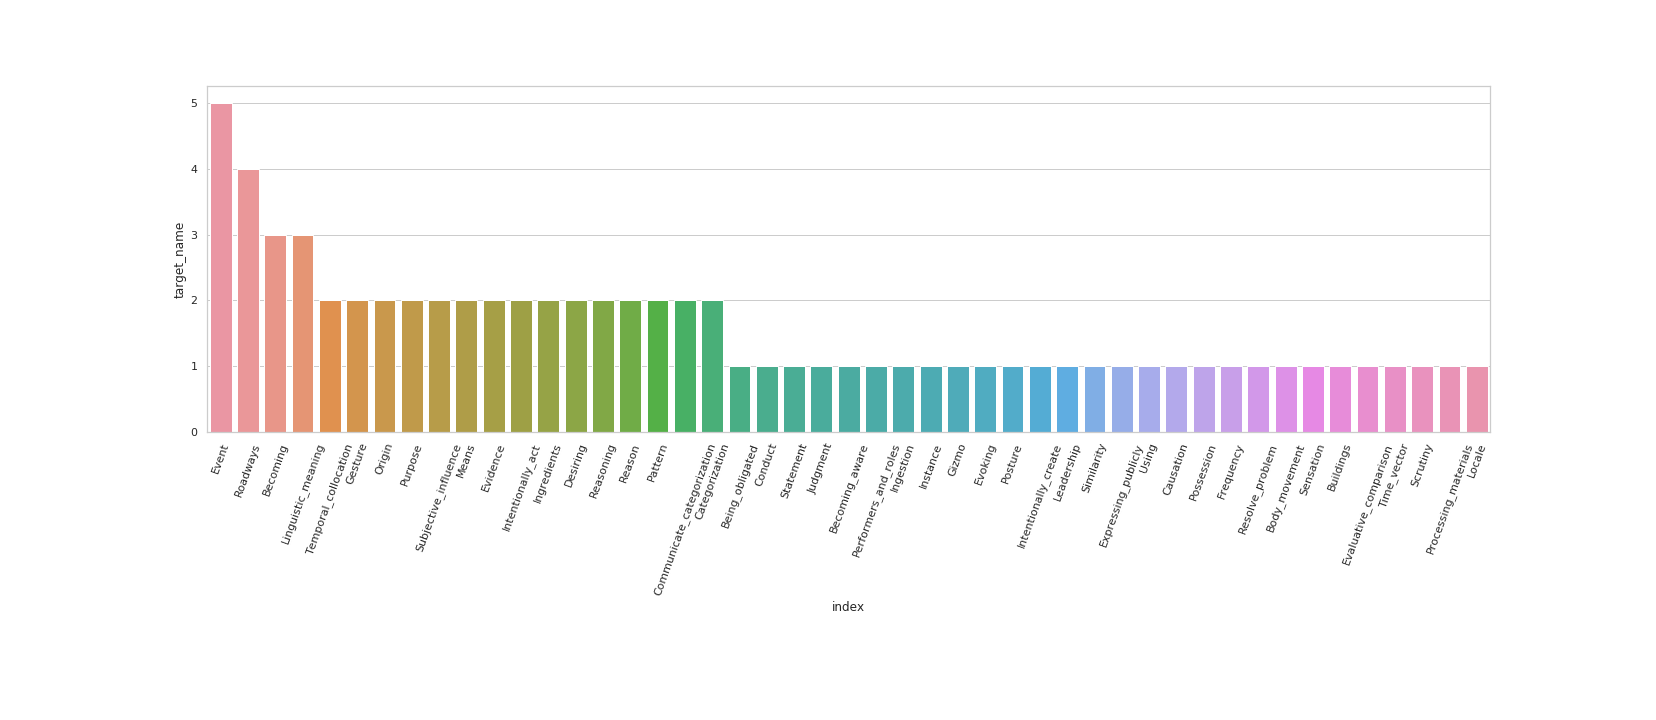 target_name
5
4
3
2
1
0
Event
Roadways
Becoming
Linguistic_meaning
Temporal_collocation
Gesture
Origin
Purpose
Subjective_influence
Means
Evidence
Intentionally_act
Ingredients
Desiring
Reasoning
Reason
Pattern
Communicate_categorization
Categorization
Being_obligated
Conduct
Statement
Judgment
Becoming_aware
Performers_and_roles
Ingestion
Instance
Gizmo
Evoking
Posture
Intentionally_create
Leadership
Similarity
Expressing_publicly
Using
Causation
Possession
Frequency
Resolve_problem
Body_movement
Sensation
Buildings
Evaluative_comparison
Time_vector
Scrutiny
Processing_materials
Locale
index